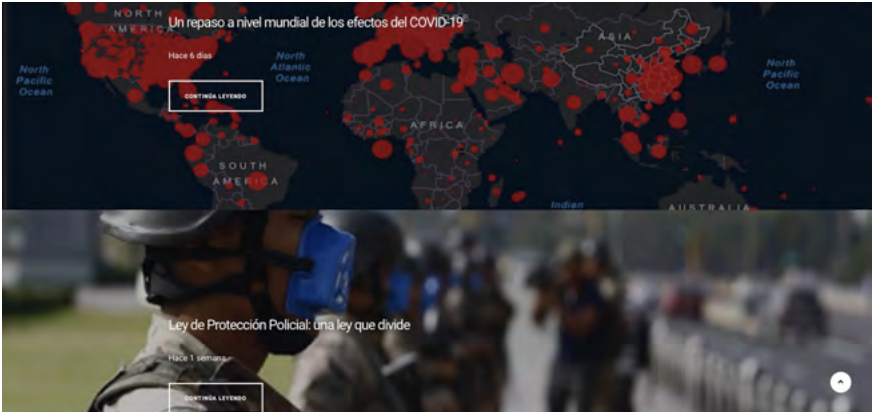 NORTH
AMERICA
Un repaso a nivel mundial de los efectos del COVID-19
ASIA
Hace 6 días
North
Pacific
Ocean
North
Atlantic
Ocean
North
Pacific
Ocean
CONTINÚA LEYENDO
AFRICA
SOUTH
AMERICA
Indian
AUSTRALIA
Ley de Protección Policial: una ley que divide
Hace 1 semana
CONTINÚA LEYENDO